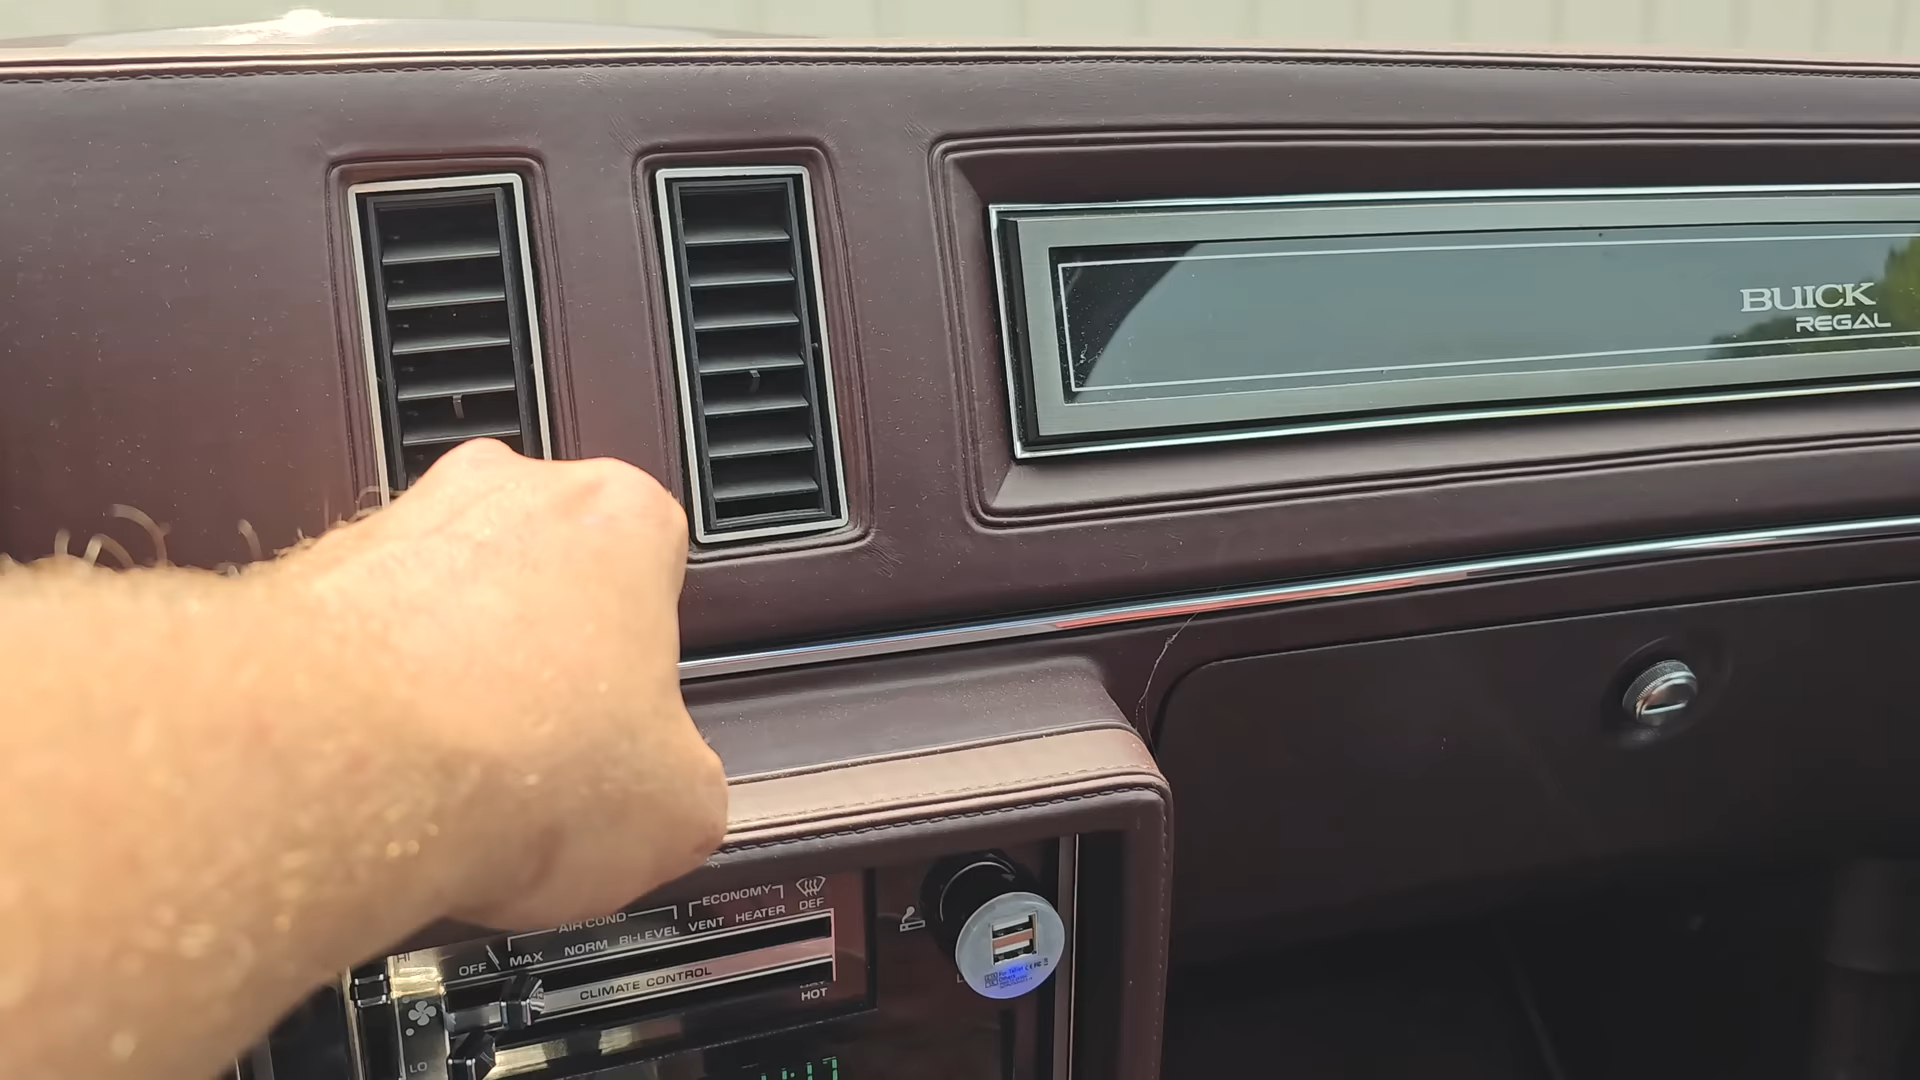 BUICK
REGAL
AIR COND
ECONOMY
OFF MAX NORM BI-LEVEL VENT HEATER DEF
HI
CLIMATE CONTROL
HOT
LO